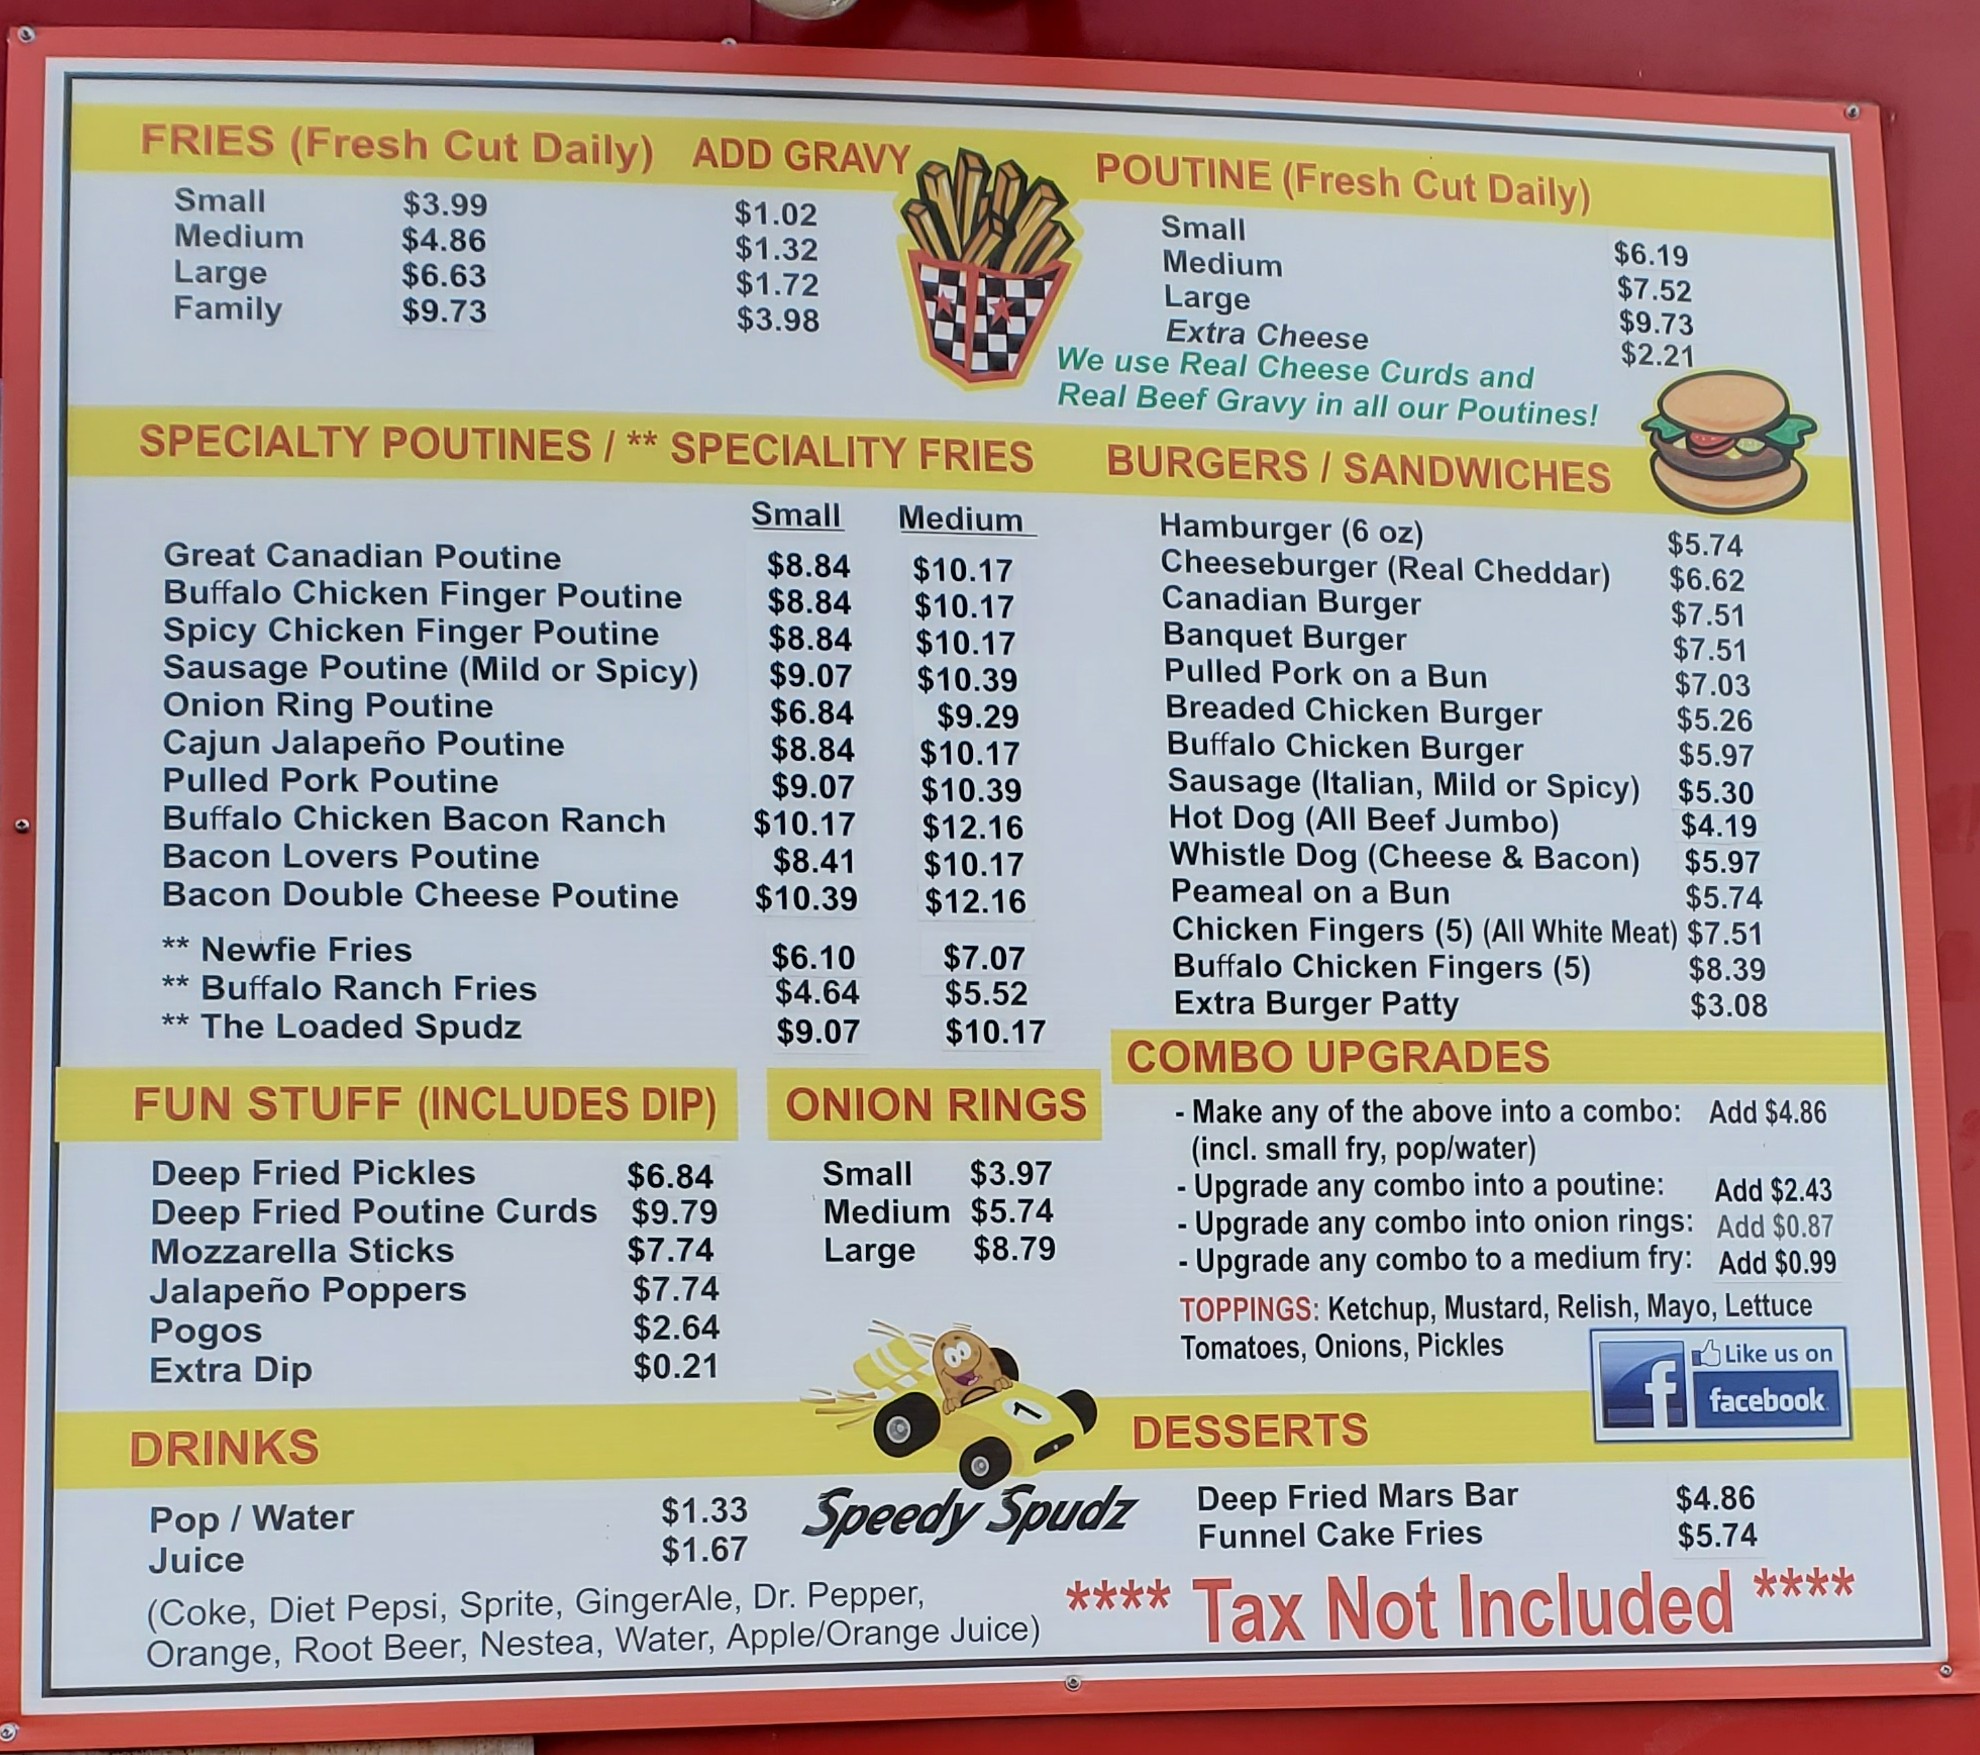 FRIES (Fresh Cut Daily) ADD GRAVY
Small $3.99 $1.02
Medium $4.86 $1.32
Large $6.63 $1.72
Family $9.73 $3.98
POUTINE (Fresh Cut Daily)
Small $6.19
Medium $7.52
Large $9.73
Extra Cheese $2.21
We use Real Cheese Curds and
Real Beef Gravy in all our Poutines!
SPECIALTY POUTINES / ** SPECIALITY FRIES
Small Medium
Great Canadian Poutine $8.84 $10.17
Buffalo Chicken Finger Poutine $8.84 $10.17
Spicy Chicken Finger Poutine $8.84 $10.17
Sausage Poutine (Mild or Spicy) $9.07 $10.39
Onion Ring Poutine $6.84 $9.29
Cajun Jalapeño Poutine $8.84 $10.17
Pulled Pork Poutine $9.07 $10.39
Buffalo Chicken Bacon Ranch $10.17 $12.16
Bacon Lovers Poutine $8.41 $10.17
Bacon Double Cheese Poutine $10.39 $12.16
** Newfie Fries $6.10 $7.07
** Buffalo Ranch Fries $4.64 $5.52
** The Loaded Spudz $9.07 $10.17
BURGERS / SANDWICHES
Hamburger (6 oz) $5.74
Cheeseburger (Real Cheddar) $6.62
Canadian Burger $7.51
Banquet Burger $7.51
Pulled Pork on a Bun $7.03
Breaded Chicken Burger $5.26
Buffalo Chicken Burger $5.97
Sausage (Italian, Mild or Spicy) $5.30
Hot Dog (All Beef Jumbo) $4.19
Whistle Dog (Cheese & Bacon) $5.97
Peameal on a Bun $5.74
Chicken Fingers (5) (All White Meat) $7.51
Buffalo Chicken Fingers (5) $8.39
Extra Burger Patty $3.08
FUN STUFF (INCLUDES DIP)
Deep Fried Pickles $6.84
Deep Fried Poutine Curds $9.79
Mozzarella Sticks $7.74
Jalapeño Poppers $7.74
Pogos $2.64
Extra Dip $0.21
ONION RINGS
Small $3.97
Medium $5.74
Large $8.79
COMBO UPGRADES
- Make any of the above into a combo: Add $4.86
(incl. small fry, pop/water)
- Upgrade any combo into a poutine: Add $2.43
- Upgrade any combo into onion rings: Add $0.87
- Upgrade any combo to a medium fry: Add $0.99
TOPPINGS: Ketchup, Mustard, Relish, Mayo, Lettuce
Tomatoes, Onions, Pickles
f Like us on
facebook
DRINKS
Pop / Water $1.33
Juice $1.67
(Coke, Diet Pepsi, Sprite, GingerAle, Dr. Pepper,
Orange, Root Beer, Nestea, Water, Apple/Orange Juice)
1
Speedy Spudz
DESSERTS
Deep Fried Mars Bar $4.86
Funnel Cake Fries $5.74
**** Tax Not Included ****